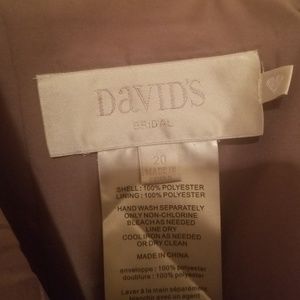 DAVID'S
BRIDAL
20
MADE IN
SHELL : 100% POLYESTER
LINING : 100% POLYESTER
HAND WASH SEPARATELY
ONLY NON-CHLORINE
BLEACH AS NEEDED
LINE DRY
COOL IRON AS NEEDED
OR DRY CLEAN
MADE IN CHINA
enveloppe : 100% polyester
doublure : 100% polyester
Laver à la main séparément